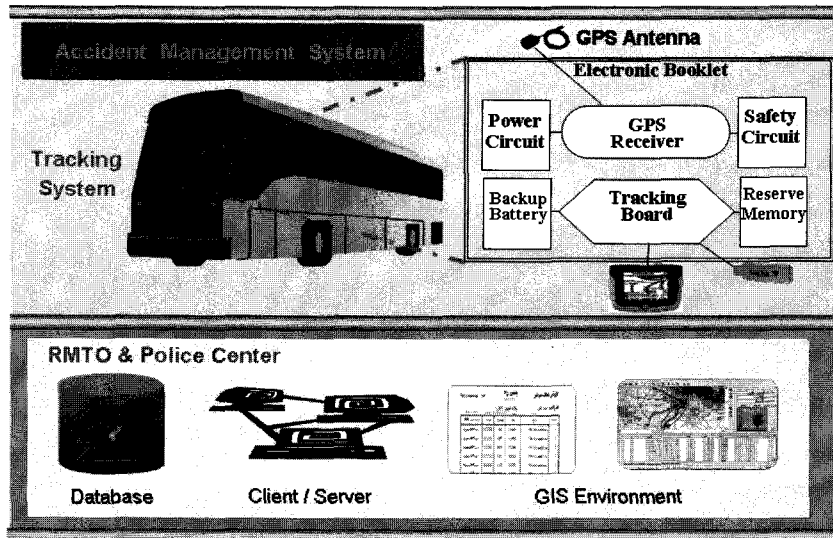 Accident Management System
GPS Antenna
Electronic Booklet
Power
Circuit
GPS
Receiver
Safety
Circuit
Tracking
System
Backup
Battery
Tracking
Board
Reserve
Memory
RMTO & Police Center
Database
Client / Server
GIS Environment